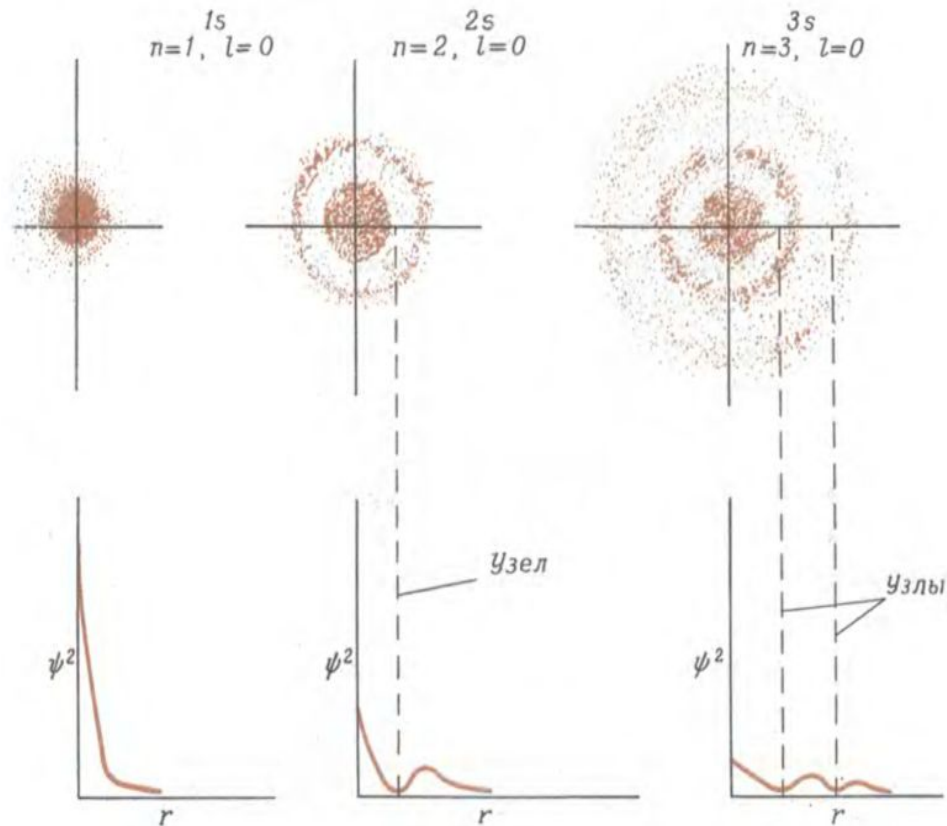 1s
n=1, l=0
2s
n=2, l=0
3s
n=3, l=0
Узел
Узлы
ψ²
ψ²
ψ²
r
r
r